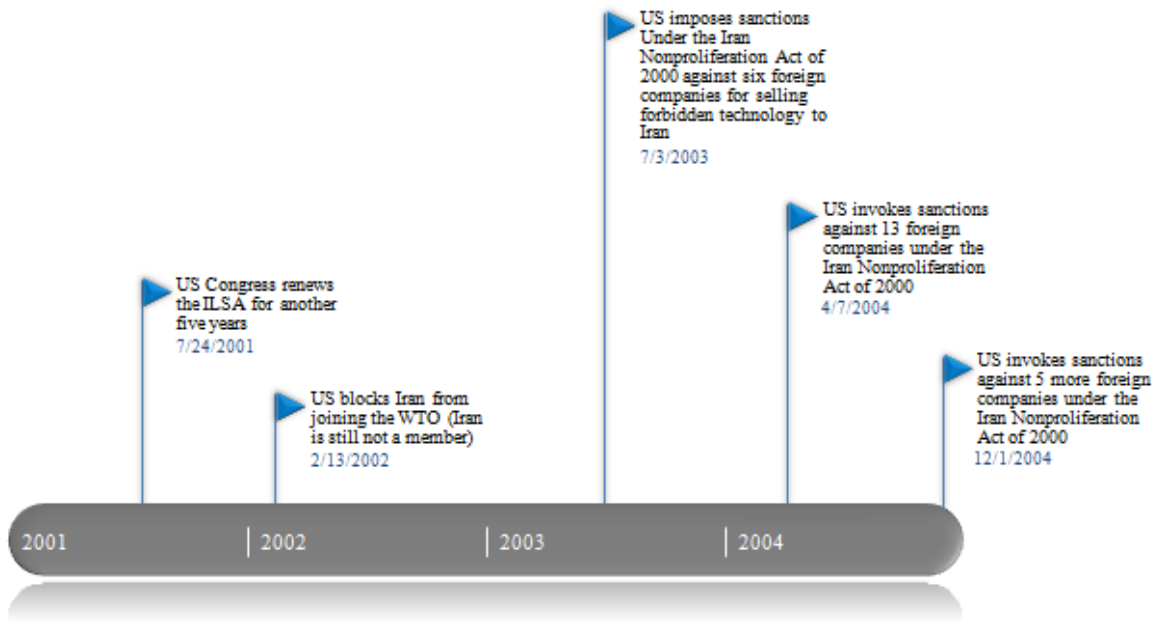 US imposes sanctions
Under the Iran
Nonproliferation Act of
2000 against six foreign
companies for selling
forbidden technology to
Iran
7/3/2003
US invokes sanctions
against 13 foreign
companies under the
Iran Nonproliferation
Act of 2000
4/7/2004
US Congress renews
the ILSA for another
five years
7/24/2001
US blocks Iran from
joining the WTO (Iran
is still not a member)
2/13/2002
US invokes sanctions
against 5 more foreign
companies under the
Iran Nonproliferation
Act of 2000
12/1/2004
2001
2002
2003
2004